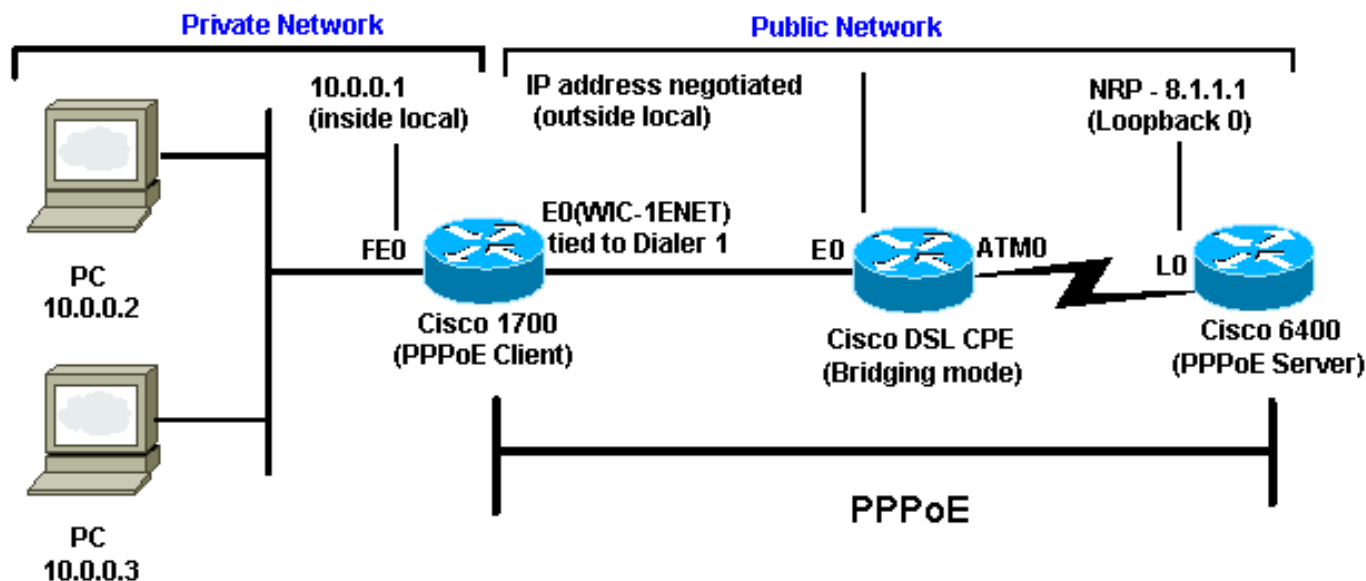 Private Network
Public Network
10.0.0.1
(inside local)
IP address negotiated
(outside local)
NRP - 8.1.1.1
(Loopback 0)
E0(WIC-1ENET)
tied to Dialer 1
FE0
E0
ATM0
L0
PC
10.0.0.2
Cisco 1700
(PPPoE Client)
Cisco DSL CPE
(Bridging mode)
Cisco 6400
(PPPoE Server)
PPPoE
PC
10.0.0.3